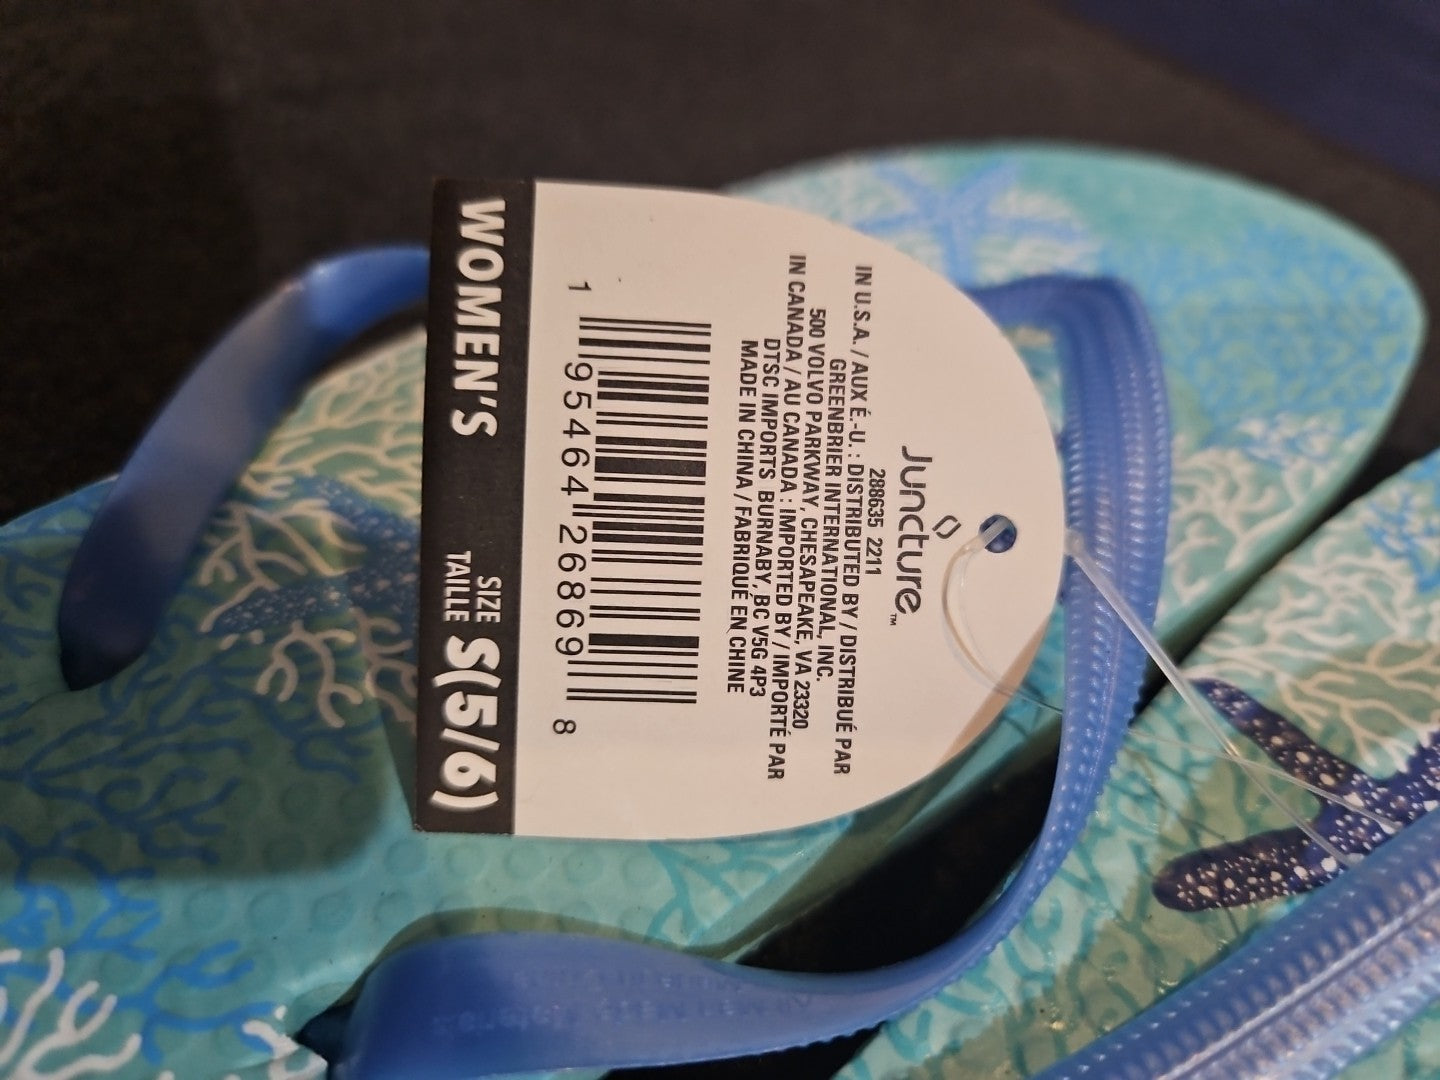 Juncture™
288635 2211
IN U.S.A. / AUX É.-U. : DISTRIBUTED BY / DISTRIBUÉ PAR
GREENBRIER INTERNATIONAL, INC.
500 VOLVO PARKWAY, CHESAPEAKE, VA 23320
IN CANADA / AU CANADA : IMPORTED BY / IMPORTÉ PAR
DTSC IMPORTS BURNABY, BC V5G 4P3
MADE IN CHINA / FABRIQUÉ EN CHINE
1 95464 26869 8
WOMEN'S SIZE TAILLE S(5/6)